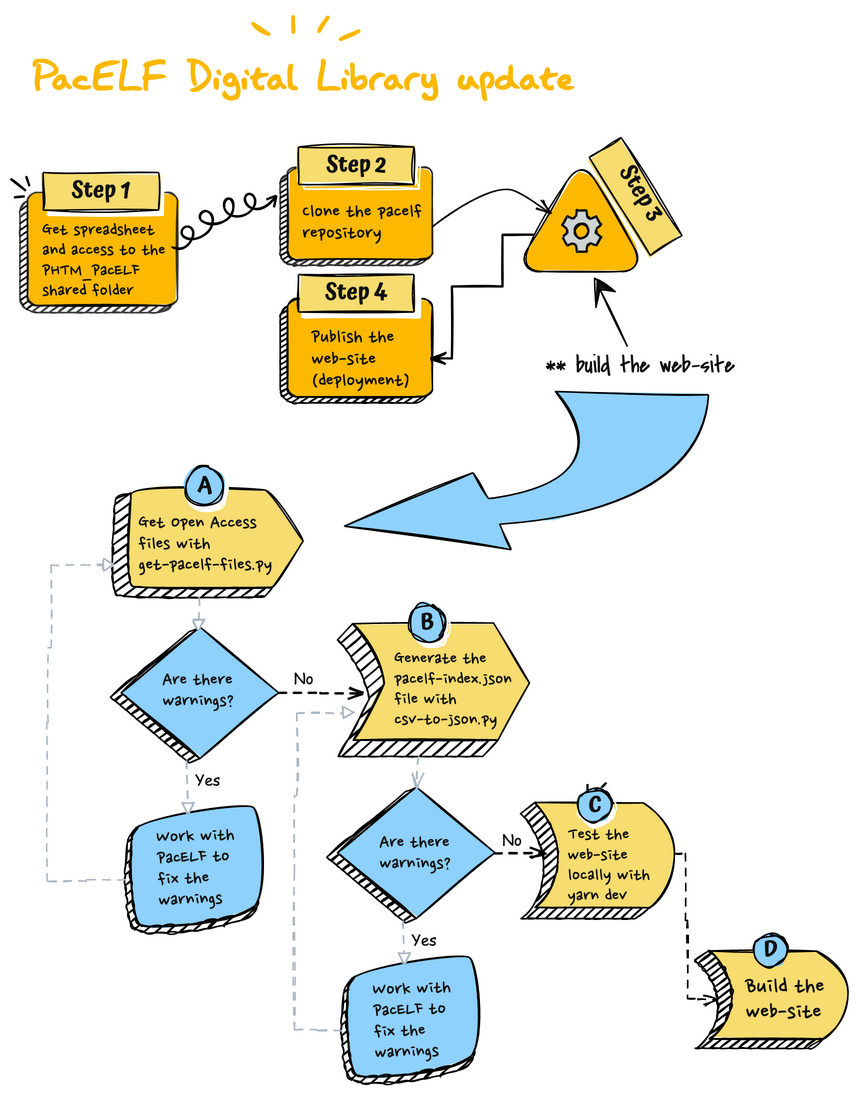 PacELF Digital Library update
Step 1
Get spreadsheet
and access to the
PHTM_PacELF
shared folder
Step 2
Clone the pacelf
repository
Step 3
Step 4
Publish the
web-site
(deployment)
** build the web-site
A
Get Open Access
files with
get-pacelf-files.py
Are there
warnings?
No
Yes
Work with
PacELF to
fix the
warnings
B
Generate the
pacelf-index.json
file with
csv-to-json.py
Are there
warnings?
No
Yes
Work with
PacELF to
fix the
warnings
C
Test the
web-site
locally with
yarn dev
D
Build the
web-site